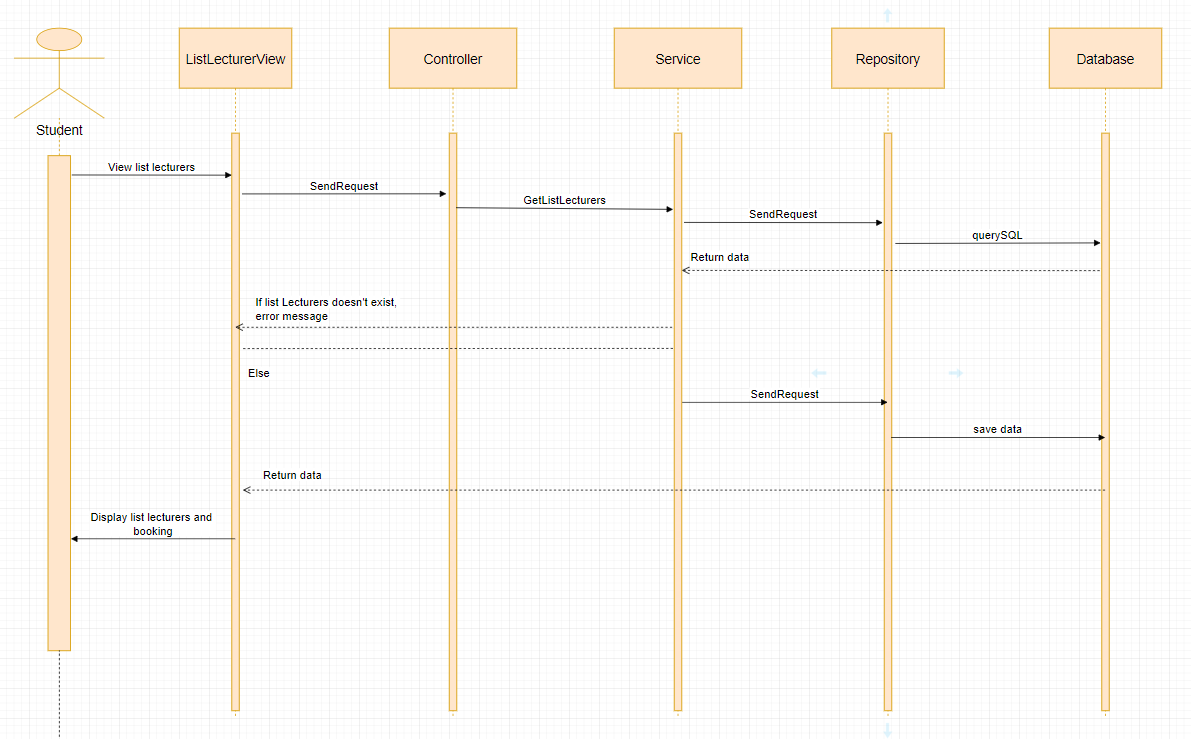 ListLecturerView
Controller
Service
Repository
Database
Student
View list lecturers
SendRequest
GetListLecturers
SendRequest
querySQL
Return data
If list Lecturers doesn't exist,
error message
Else
SendRequest
save data
Return data
Display list lecturers and
booking